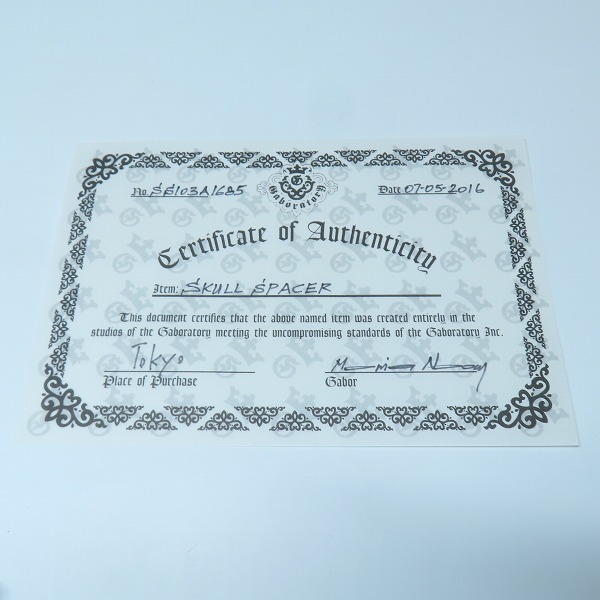 No. SE103A1685 Date 07-05-2016
Gaboratory
Certificate of Authenticity
Item: SKULL SPACER
This document certifies that the above named item was created entirely in the
studios of the Gaboratory meeting the uncompromising standards of the Gaboratory Inc.
Tokyo
Place of Purchase Gabor